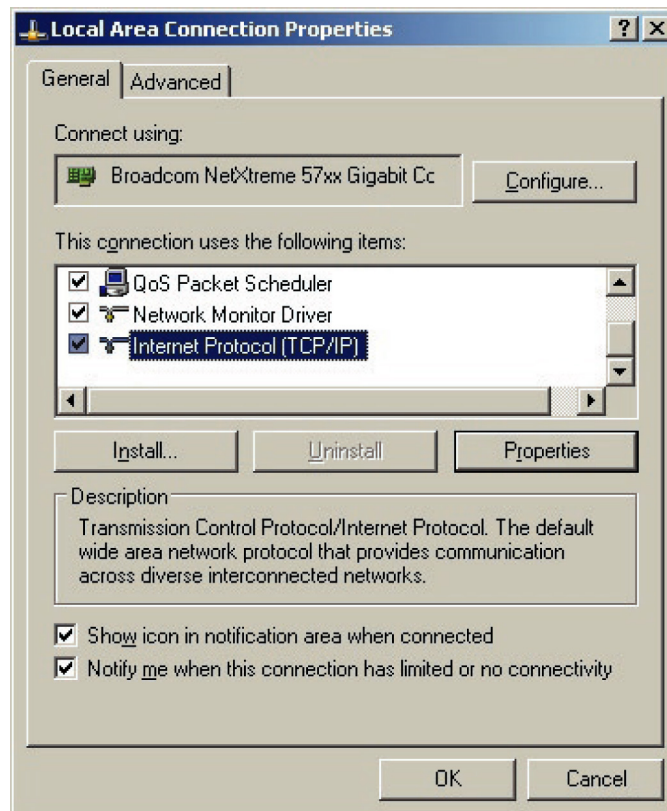 Local Area Connection Properties
General
Advanced
Connect using:
Broadcom NetXtreme 57xx Gigabit Cc
Configure...
This connection uses the following items:
QoS Packet Scheduler
Network Monitor Driver
Internet Protocol (TCP/IP)
Install...
Uninstall
Properties
Description
Transmission Control Protocol/Internet Protocol. The default
wide area network protocol that provides communication
across diverse interconnected networks.
Show icon in notification area when connected
Notify me when this connection has limited or no connectivity
OK
Cancel